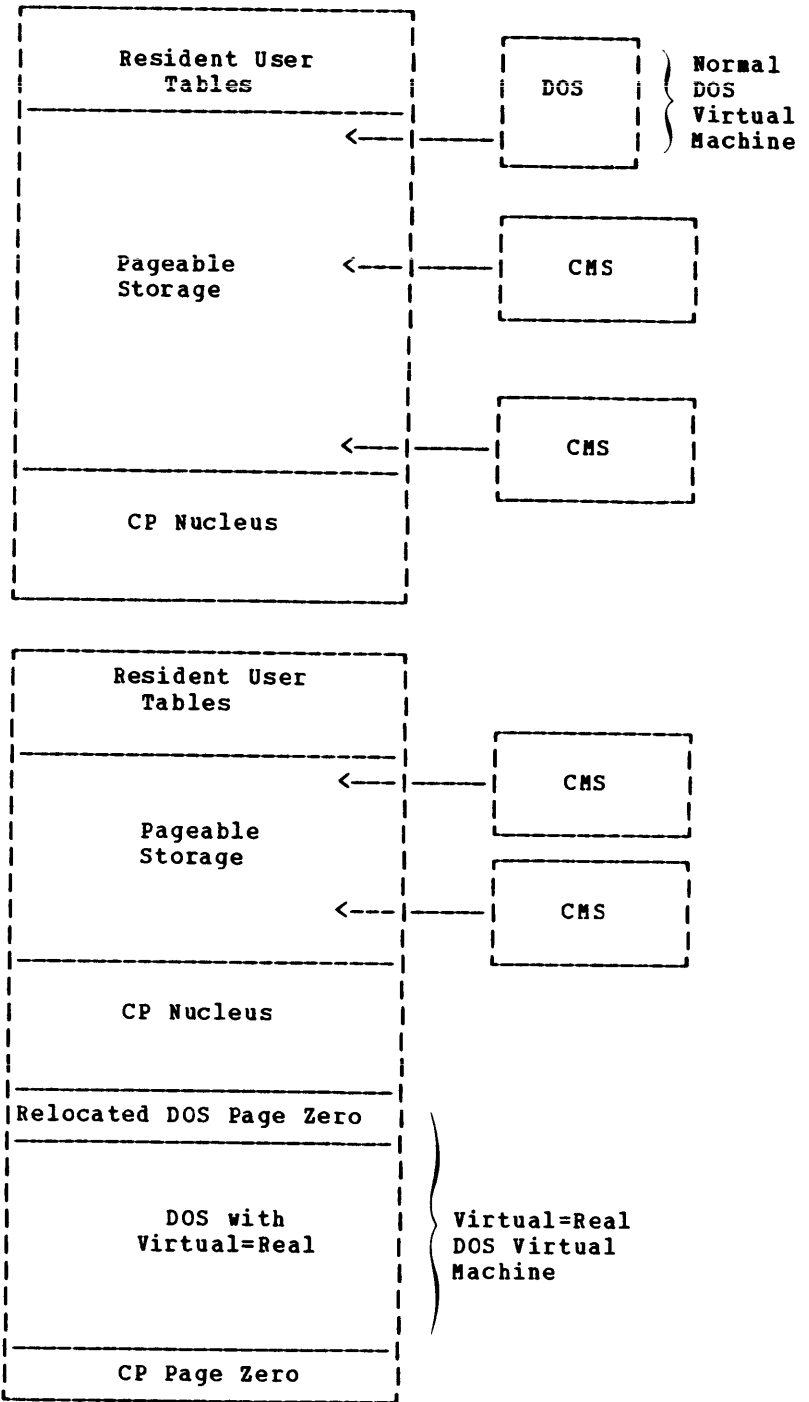 Resident User
Tables
DOS
Normal
DOS
Virtual
Machine
Pageable
Storage
CMS
CMS
CP Nucleus
Resident User
Tables
CMS
Pageable
Storage
CMS
CP Nucleus
Relocated DOS Page Zero
DOS with
Virtual=Real
Virtual=Real
DOS Virtual
Machine
CP Page Zero